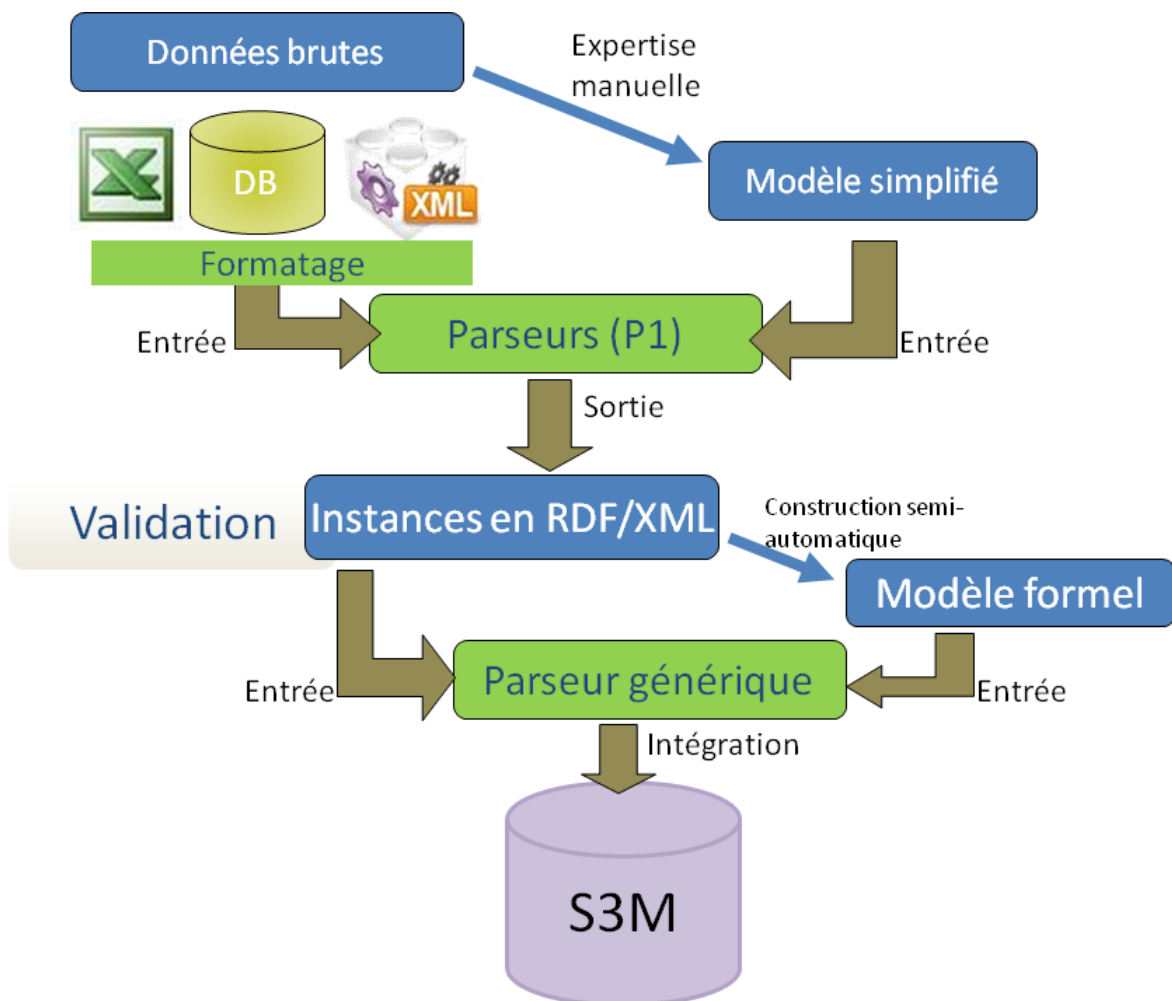 Données brutes
Expertise
manuelle
DB
XML
Modèle simplifié
Formatage
Entrée
Parseurs (P1)
Entrée
Sortie
Validation
Instances en RDF/XML
Construction semi-
automatique
Modèle formel
Entrée
Parseur générique
Entrée
Intégration
S3M